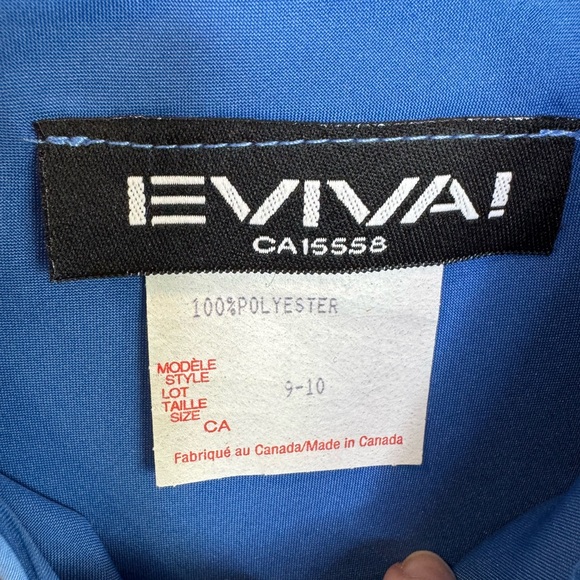 EVIVA!
CA15558
100%POLYESTER
MODÈLE
STYLE
LOT
TAILLE
SIZE
9-10
CA
Fabriqué au Canada/Made in Canada